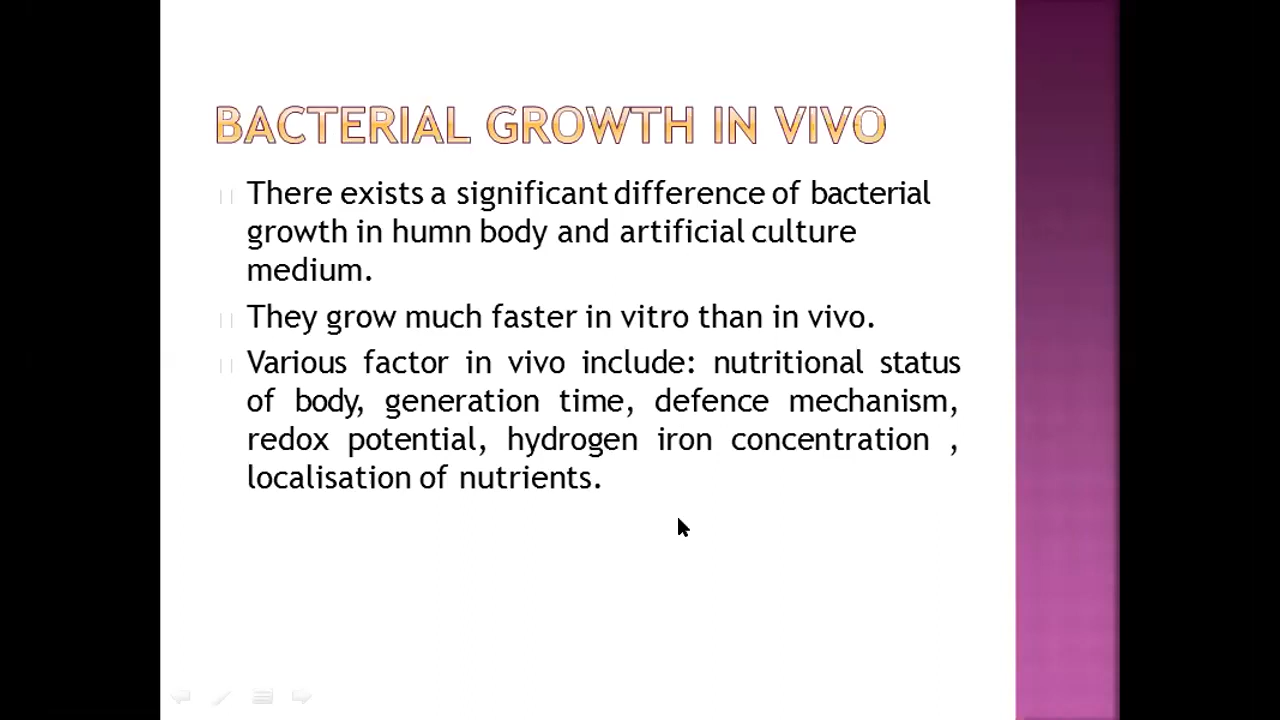 BACTERIAL GROWTH IN VIVO
There exists a significant difference of bacterial
growth in humn body and artificial culture
medium.
They grow much faster in vitro than in vivo.
Various factor in vivo include: nutritional status
of body, generation time, defence mechanism,
redox potential, hydrogen iron concentration ,
localisation of nutrients.